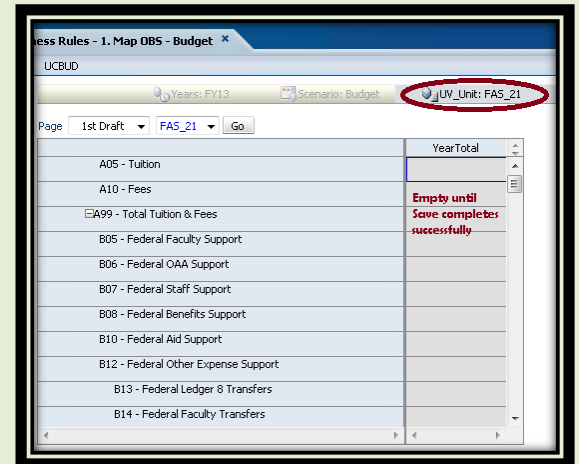 ness Rules - 1. Map OBS - Budget
UCBUD
Years: FY13 Scenario: Budget UV_Unit: FAS_21
Page 1st Draft FAS_21 Go
YearTotal
A05 - Tuition
A10 - Fees
A99 - Total Tuition & Fees
B05 - Federal Faculty Support
B06 - Federal OAA Support
B07 - Federal Staff Support
B08 - Federal Benefits Support
B10 - Federal Aid Support
B12 - Federal Other Expense Support
B13 - Federal Ledger 8 Transfers
B14 - Federal Faculty Transfers
Empty until
Save completes
successfully